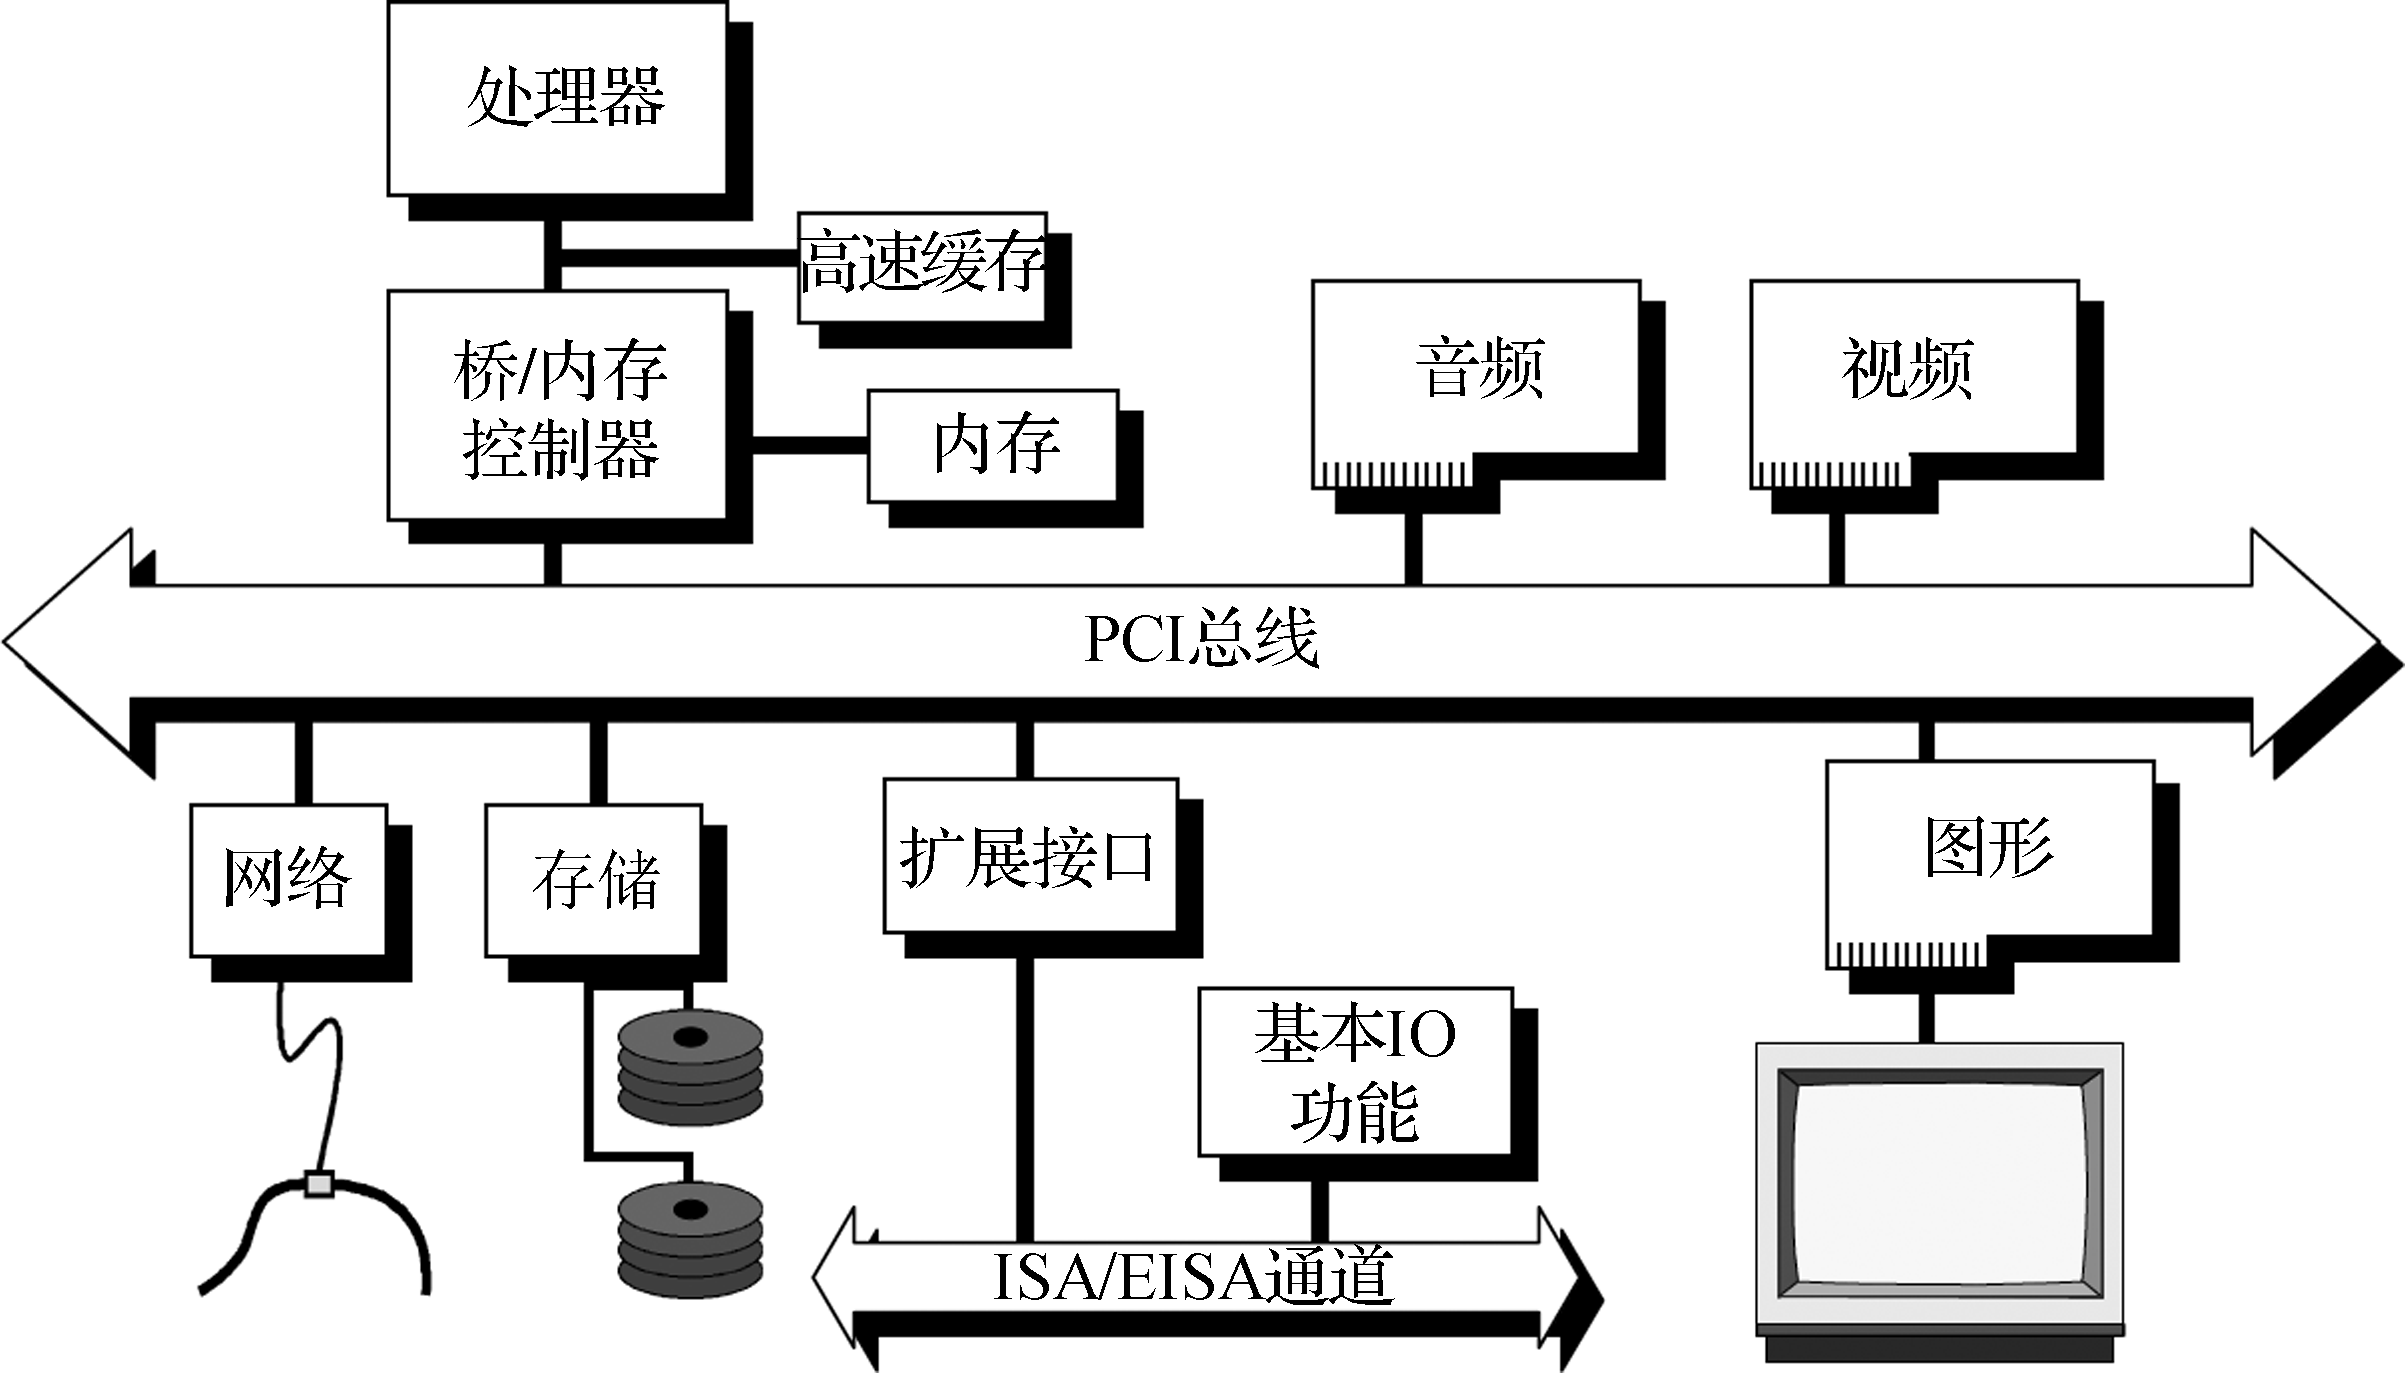 处理器
高速缓存
桥/内存
控制器
内存
音频
视频
PCI总线
网络
存储
扩展接口
图形
基本IO
功能
ISA/EISA通道